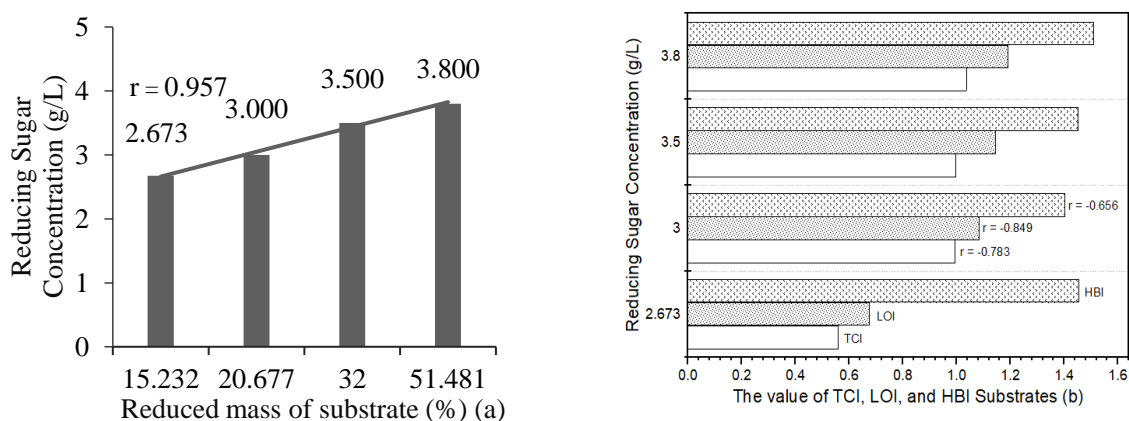 Reducing Sugar
Concentration (g/L)
5
4
3
2
1
0
r = 0.957
2.673
3.000
3.500
3.800
15.232 20.677 32 51.481
Reduced mass of substrate (%) (a)
Reducing Sugar Concentration (g/L)
3.8
3.5
3
2.673
r = -0.656
r = -0.849
r = -0.783
HBI
LOI
TCI
0.0 0.2 0.4 0.6 0.8 1.0 1.2 1.4 1.6
The value of TCI, LOI, and HBI Substrates (b)